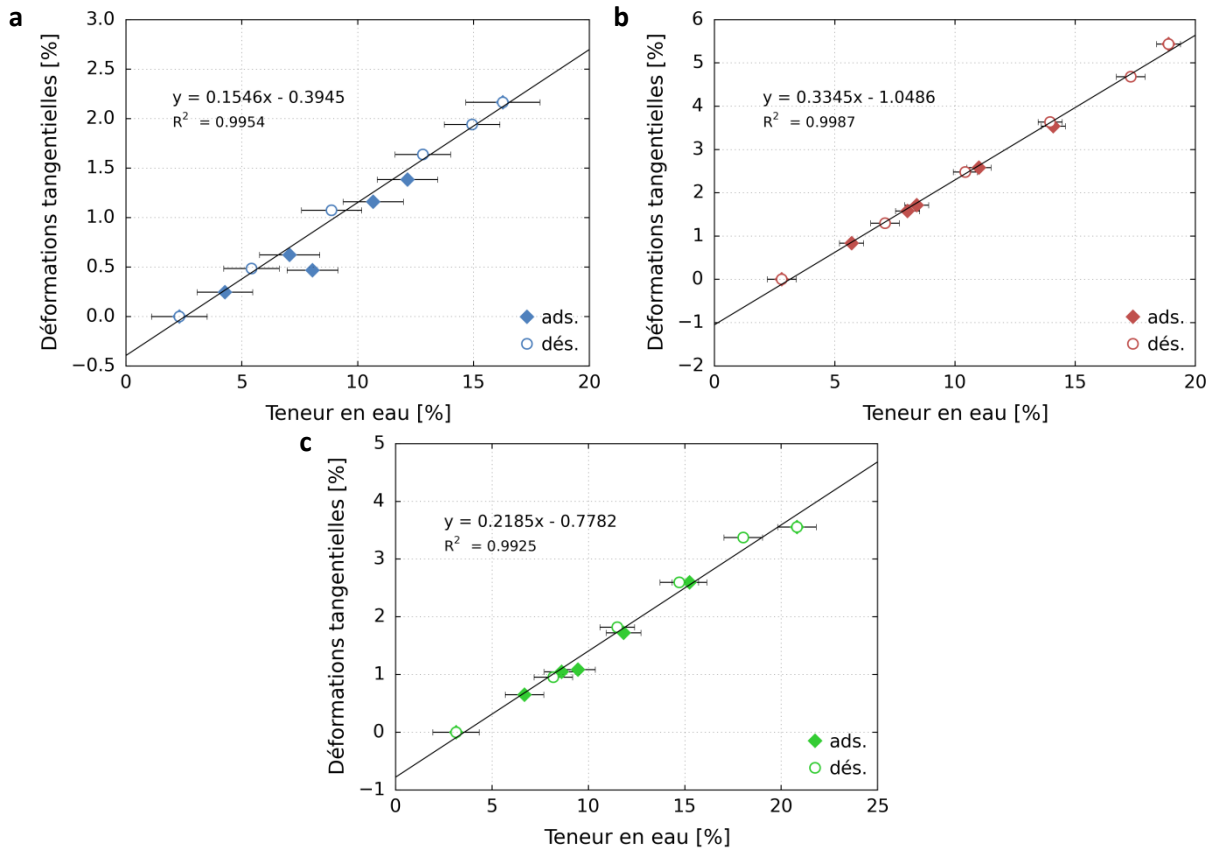 a
Déformations tangentielles [%]
3.0
2.5
2.0
1.5
1.0
0.5
0.0
−0.5
y = 0.1546x - 0.3945
R² = 0.9954
ads.
dés.
0 5 10 15 20
Teneur en eau [%]
b
Déformations tangentielles [%]
6
5
4
3
2
1
0
−1
−2
y = 0.3345x - 1.0486
R² = 0.9987
ads.
dés.
0 5 10 15 20
Teneur en eau [%]
c
Déformations tangentielles [%]
5
4
3
2
1
0
−1
y = 0.2185x - 0.7782
R² = 0.9925
ads.
dés.
0 5 10 15 20 25
Teneur en eau [%]